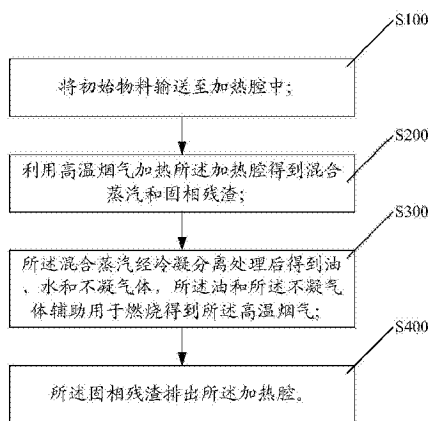 S100
将初始物料输送至加热腔中;
S200
利用高温烟气加热所述加热腔得到混合
蒸汽和固相残渣;
S300
所述混合蒸汽经冷凝分离处理后得到油
、水和不凝气体，所述油和所述不凝气
体辅助用于燃烧得到所述高温烟气;
S400
所述固相残渣排出所述加热腔。